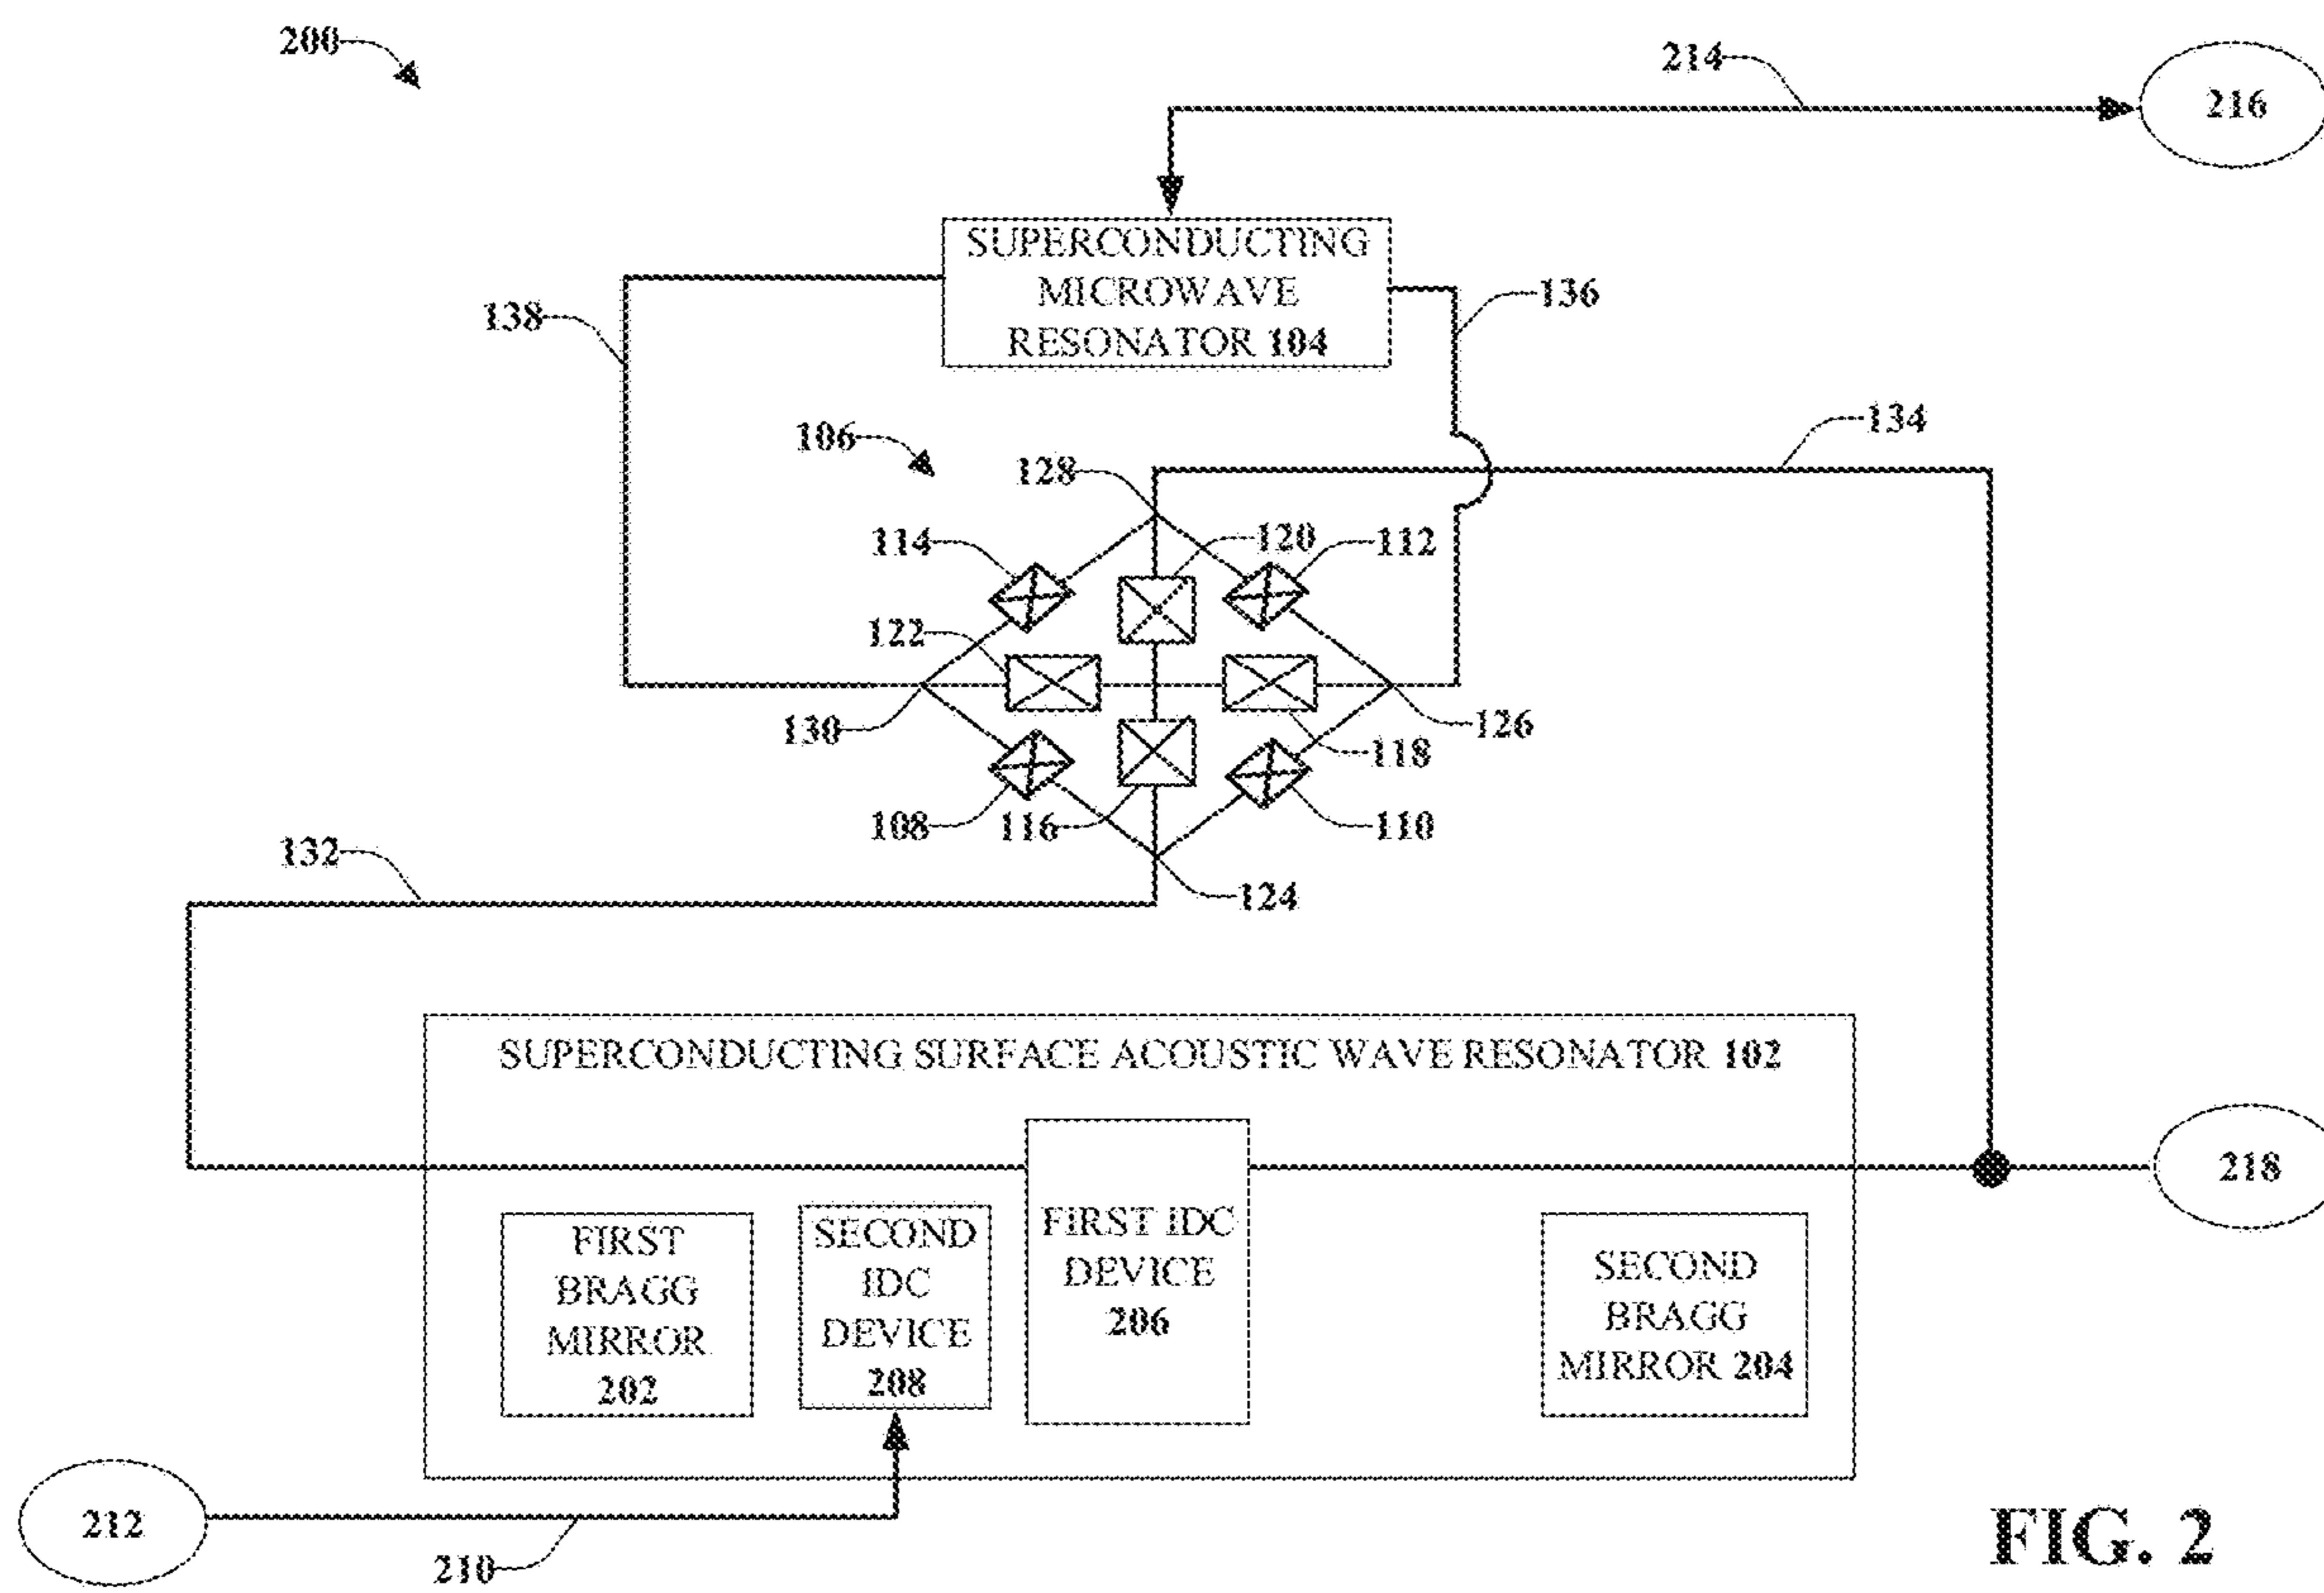 200
214
216
SUPERCONDUCTING
MICROWAVE
RESONATOR 104
138
136
134
106
128
114
120
112
122
130
126
118
108
116
110
132
124
SUPERCONDUCTING SURFACE ACOUSTIC WAVE RESONATOR 102
218
FIRST
BRAGG
MIRROR
202
SECOND
IDC
DEVICE
208
FIRST IDC
DEVICE
206
SECOND
BRAGG
MIRROR 204
212
210
FIG. 2